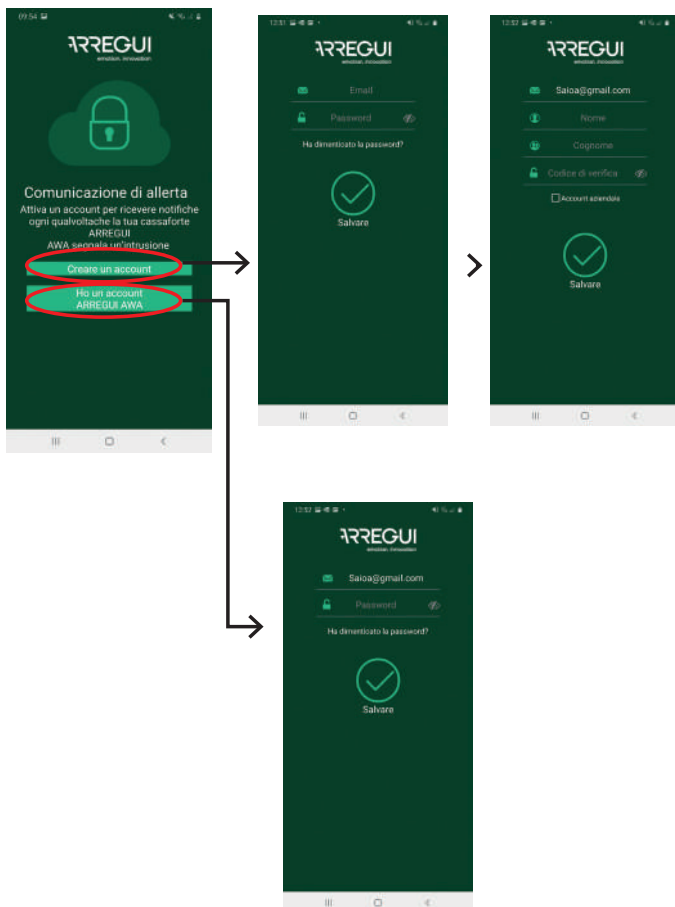 09:54
ARREGUI
emotion. innovation
Comunicazione di allerta
Attiva un account per ricevere notifiche
ogni qualvoltache la tua cassaforte
ARREGUI
AWA segnala un'intrusione
Creare un account
Ho un account
ARREGUI AWA
12:51
ARREGUI
emotion. innovation
Email
Password
Ha dimenticato la password?
Salvare
12:52
ARREGUI
emotion. innovation
Saioa@gmail.com
Nome
Cognome
Codice di verifica
Account aziendale
Salvare
12:52
ARREGUI
emotion. innovation
Saioa@gmail.com
Password
Ha dimenticato la password?
Salvare